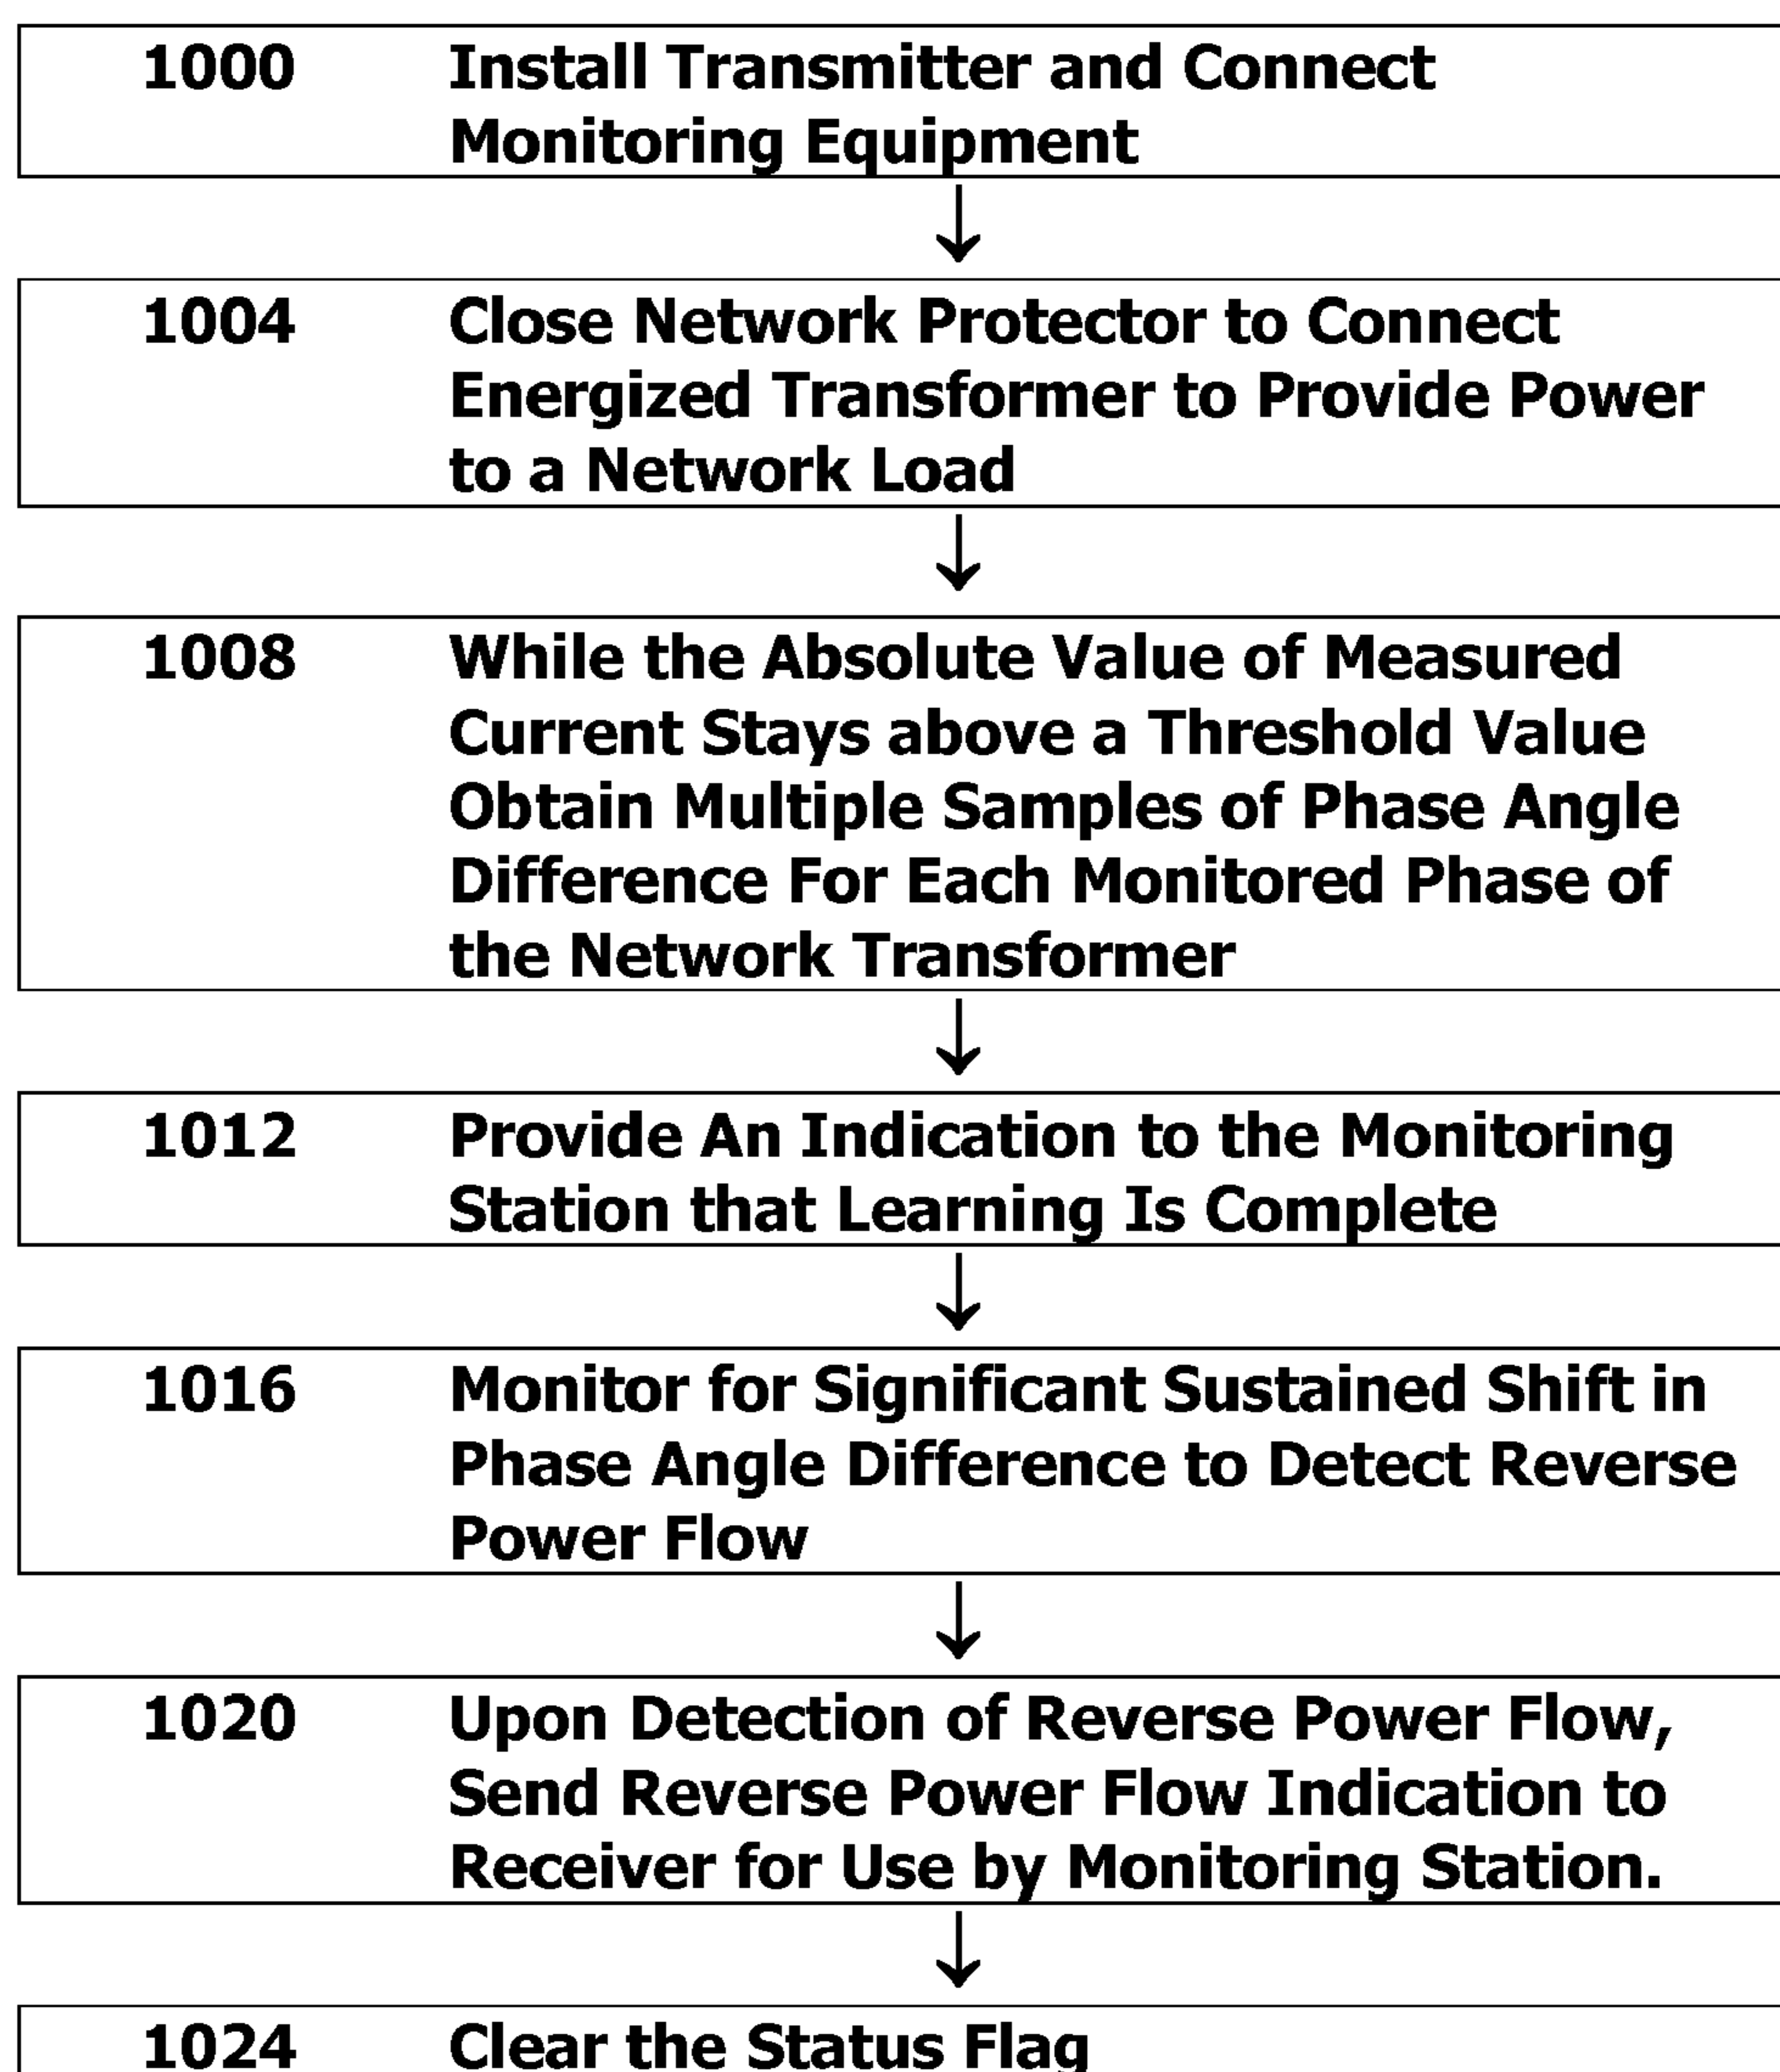 1000 Install Transmitter and Connect
Monitoring Equipment
1004 Close Network Protector to Connect
Energized Transformer to Provide Power
to a Network Load
1008 While the Absolute Value of Measured
Current Stays above a Threshold Value
Obtain Multiple Samples of Phase Angle
Difference For Each Monitored Phase of
the Network Transformer
1012 Provide An Indication to the Monitoring
Station that Learning Is Complete
1016 Monitor for Significant Sustained Shift in
Phase Angle Difference to Detect Reverse
Power Flow
1020 Upon Detection of Reverse Power Flow,
Send Reverse Power Flow Indication to
Receiver for Use by Monitoring Station.
1024 Clear the Status Flag